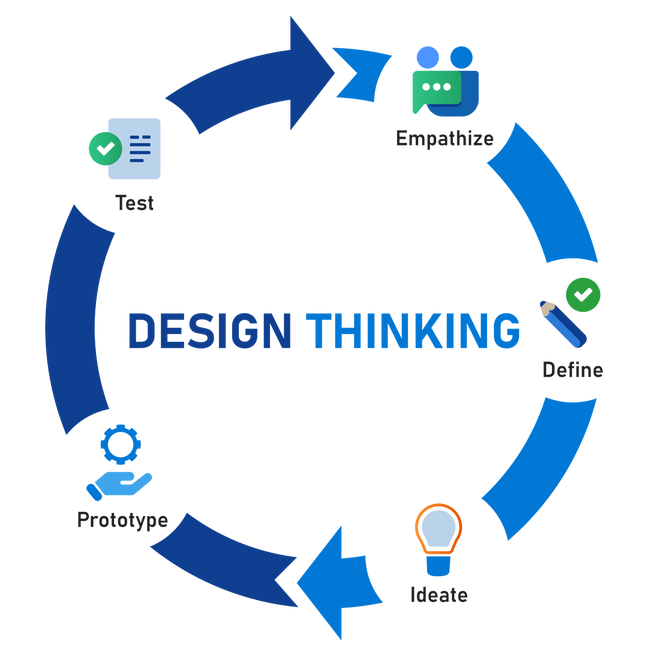 Empathize
Test
DESIGN THINKING
Define
Prototype
Ideate